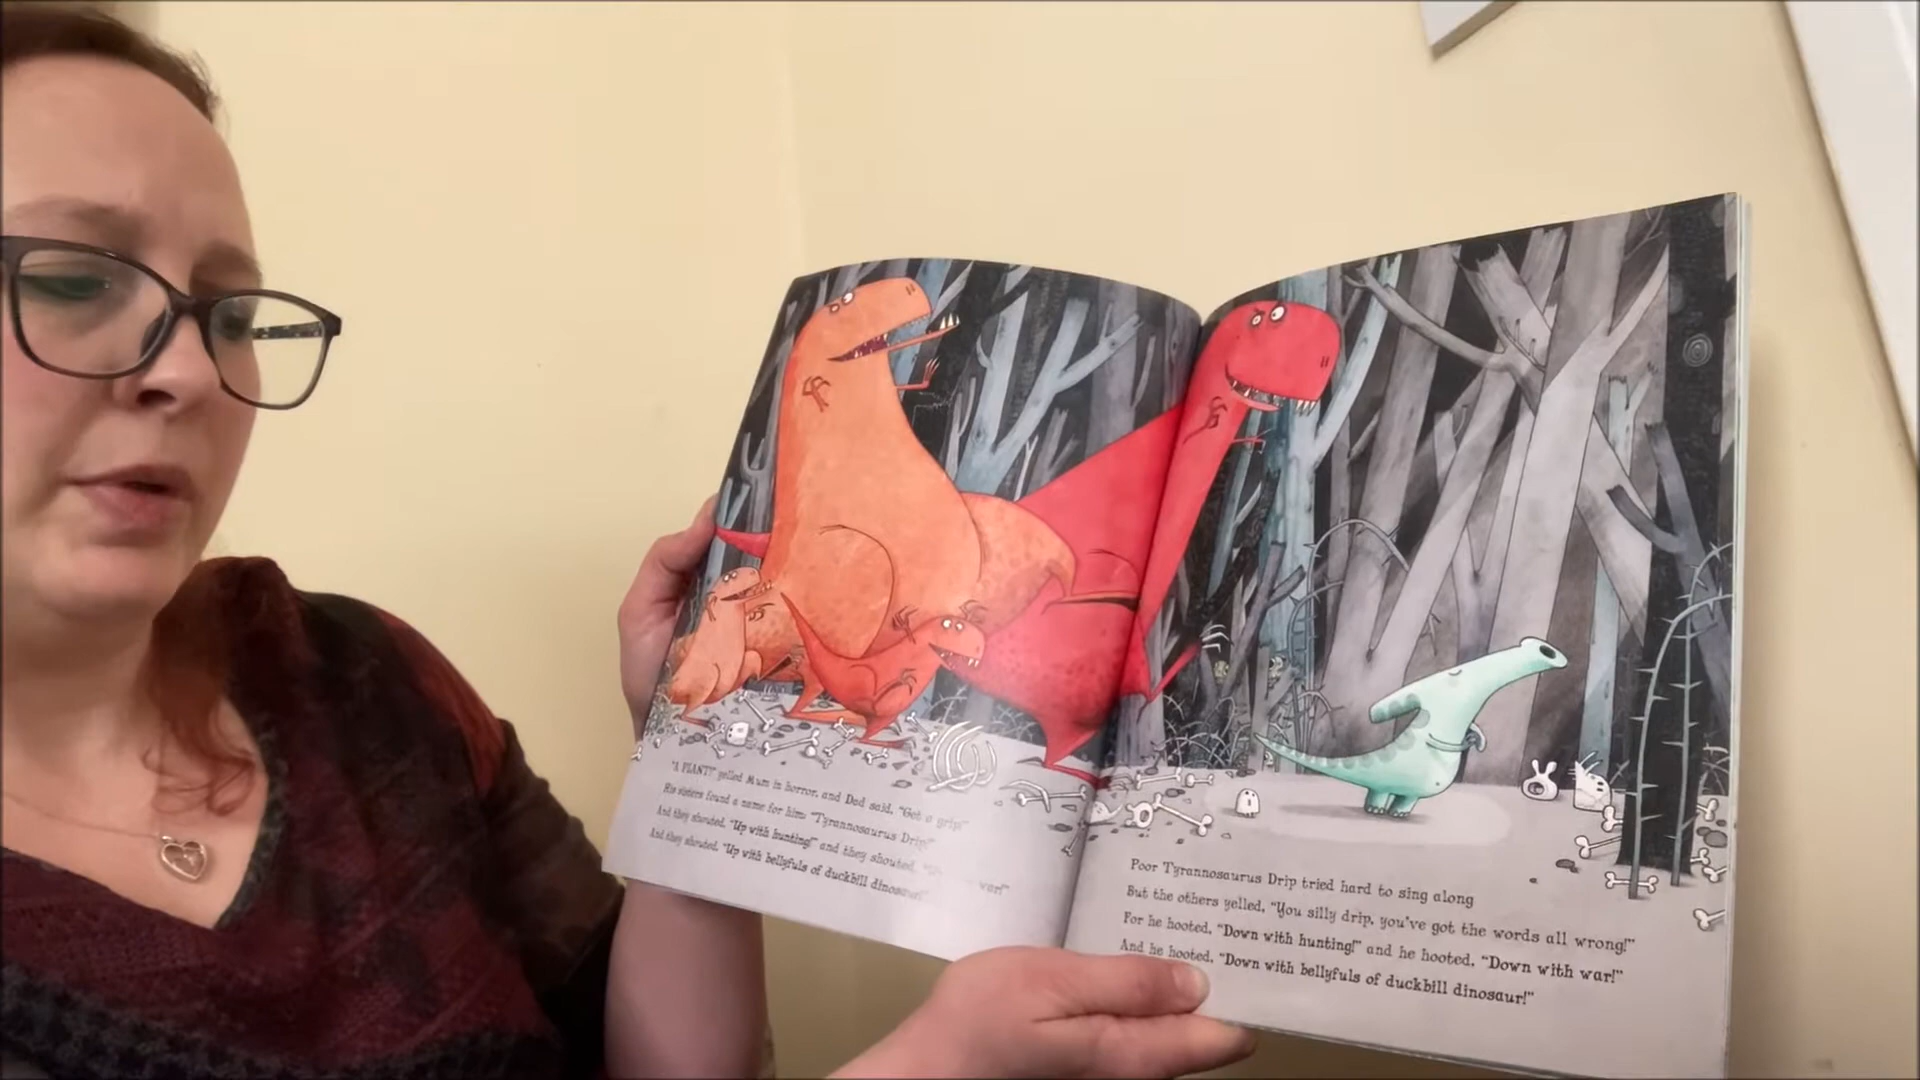 "A PLANT!" yelled Mum in horror, and Dad said, "Get a grip!"
His sisters found a name for him: "Tyrannosaurus Drip!"
And they shouted, "Up with hunting!" and they shouted, war!"
And they shouted, "Up with bellyfuls of duckbill dinosaur!"
Poor Tyrannosaurus Drip tried hard to sing along
But the others yelled, "You silly drip, you've got the words all wrong!"
For he hooted, "Down with hunting!" and he hooted, "Down with war!"
And he hooted, "Down with bellyfuls of duckbill dinosaur!"